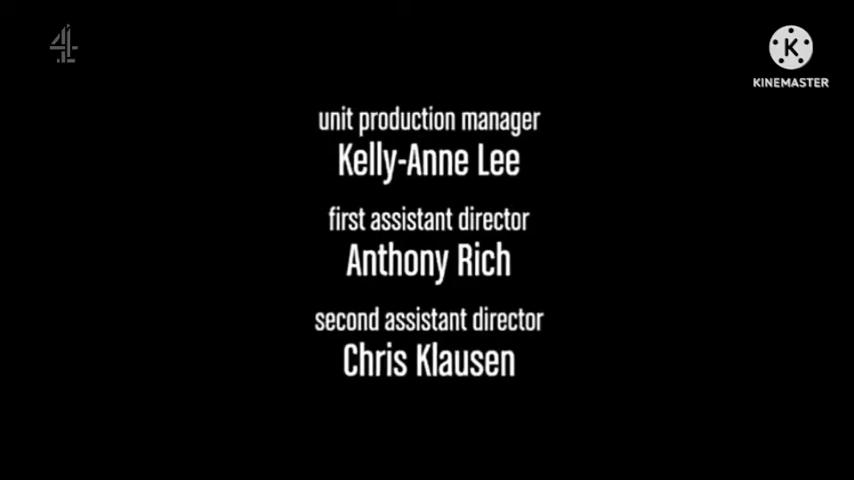 4
K
KINEMASTER
unit production manager
Kelly-Anne Lee
first assistant director
Anthony Rich
second assistant director
Chris Klausen